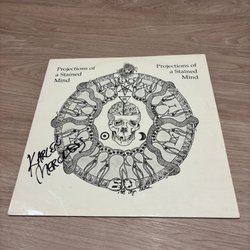 Projections of
a Stained
Mind
Projections of
a Stained
Mind